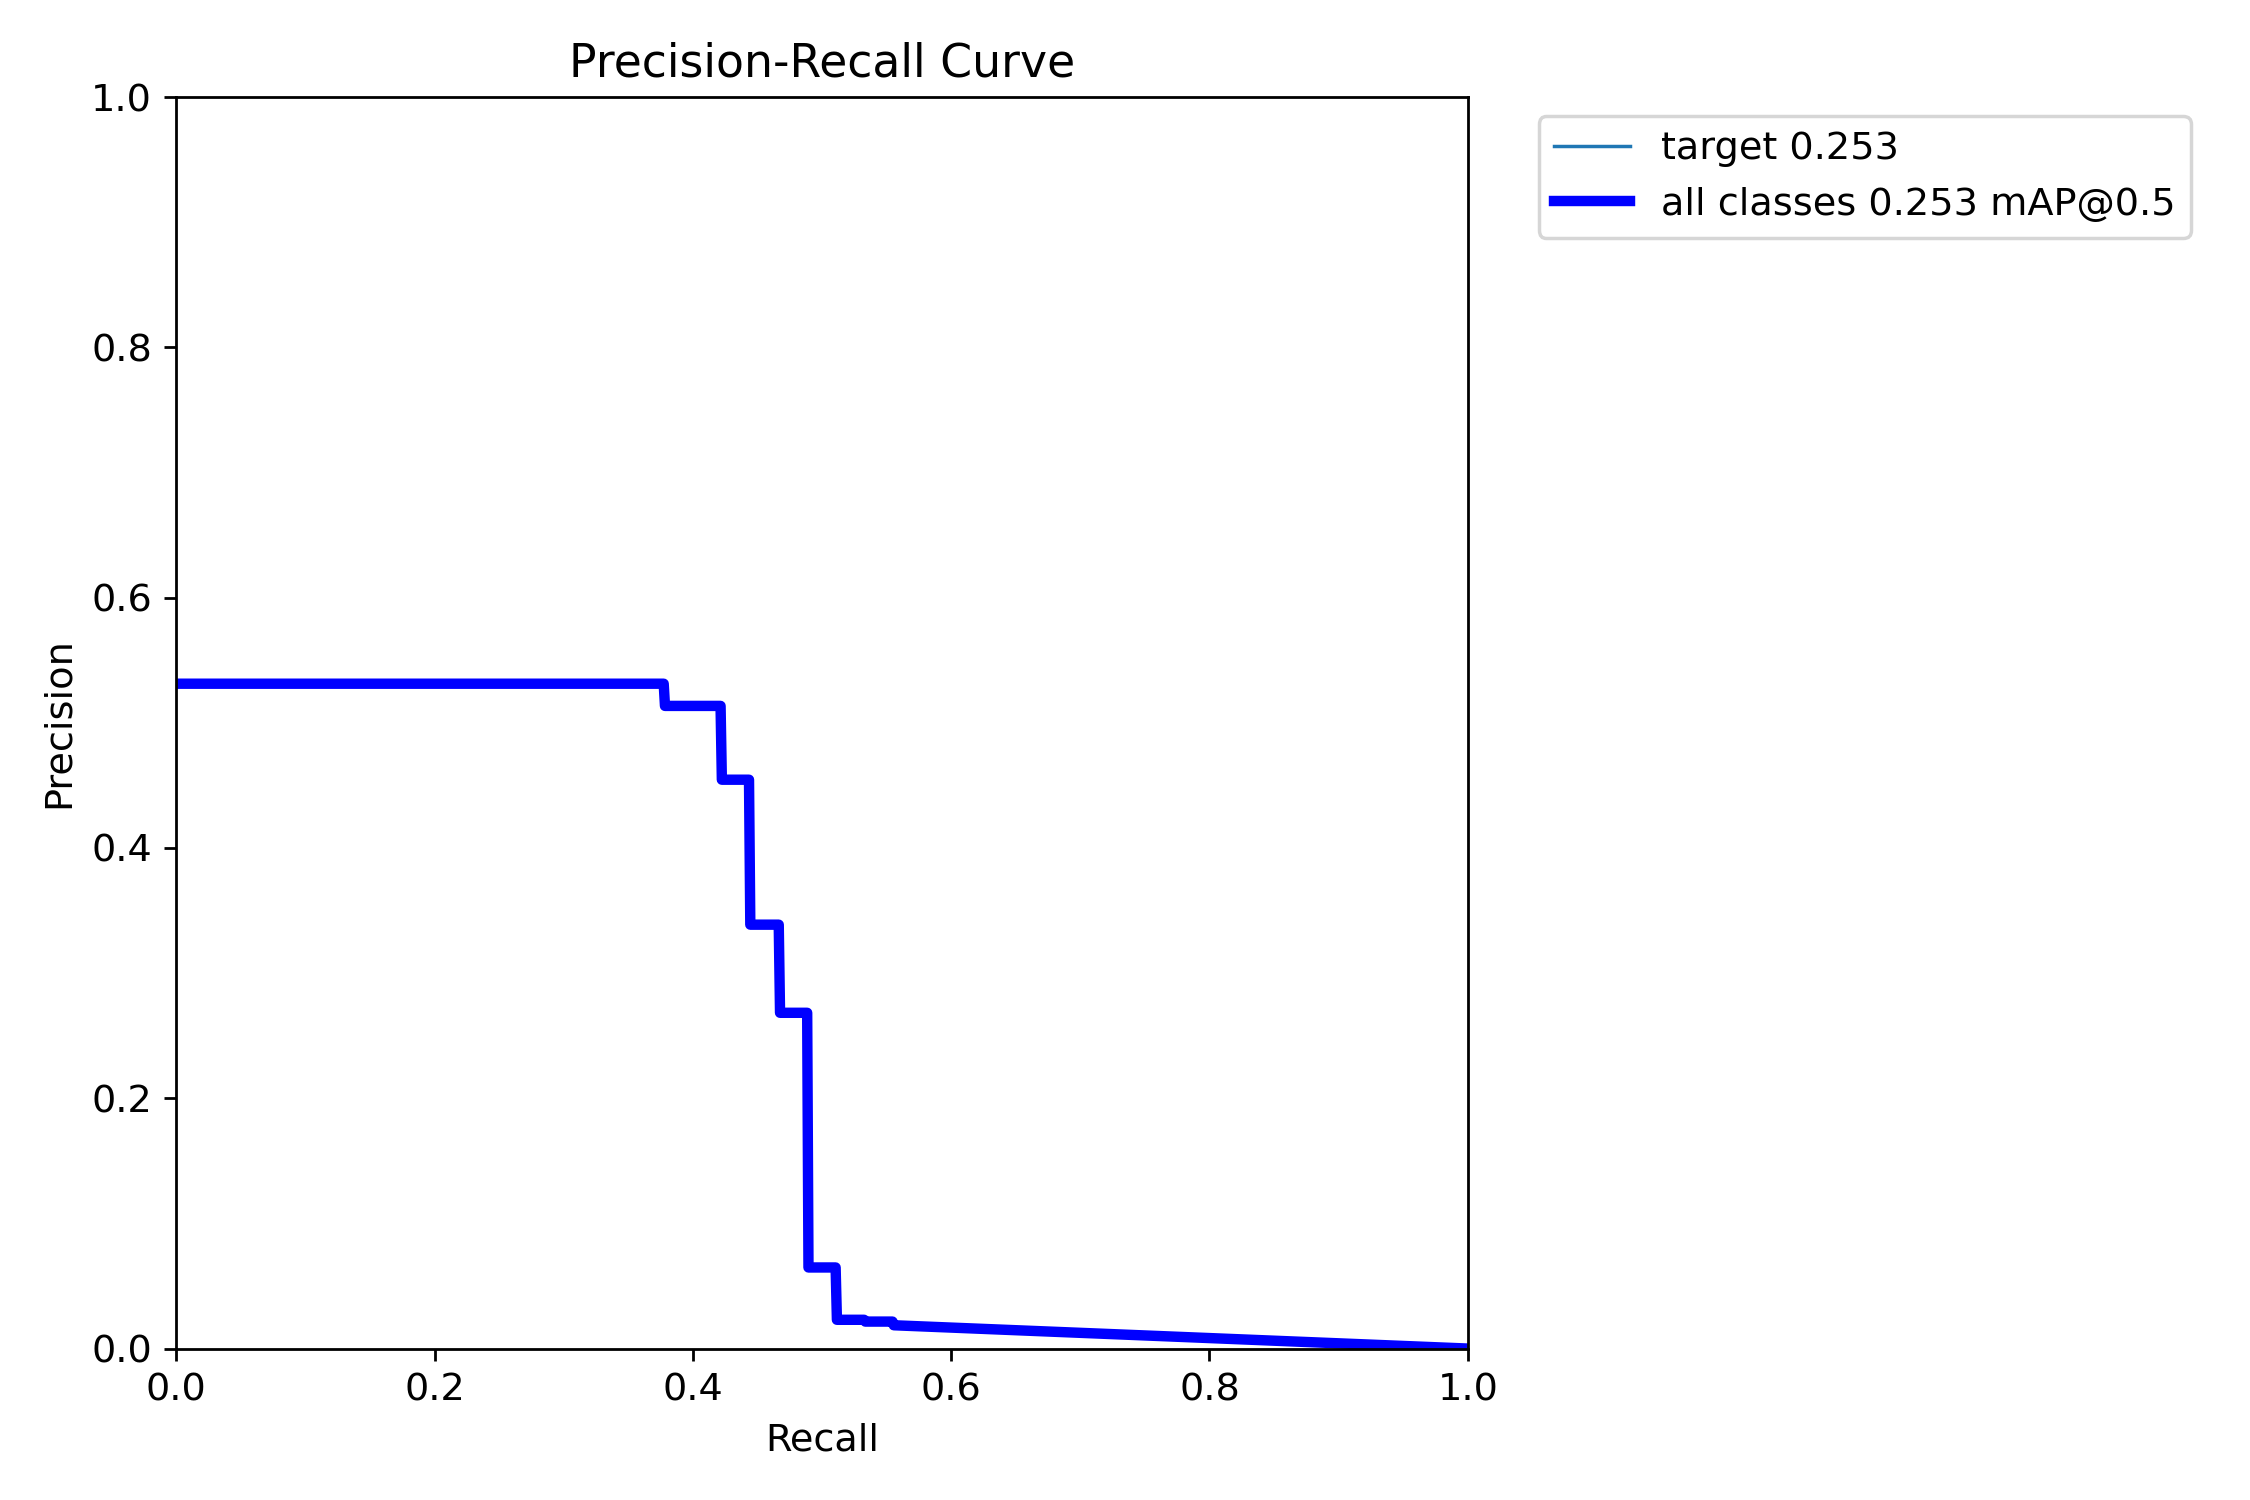 Precision-Recall Curve
1.0
0.8
0.6
0.4
0.2
0.0
Precision
0.0 0.2 0.4 0.6 0.8 1.0
Recall
target 0.253
all classes 0.253 mAP@0.5